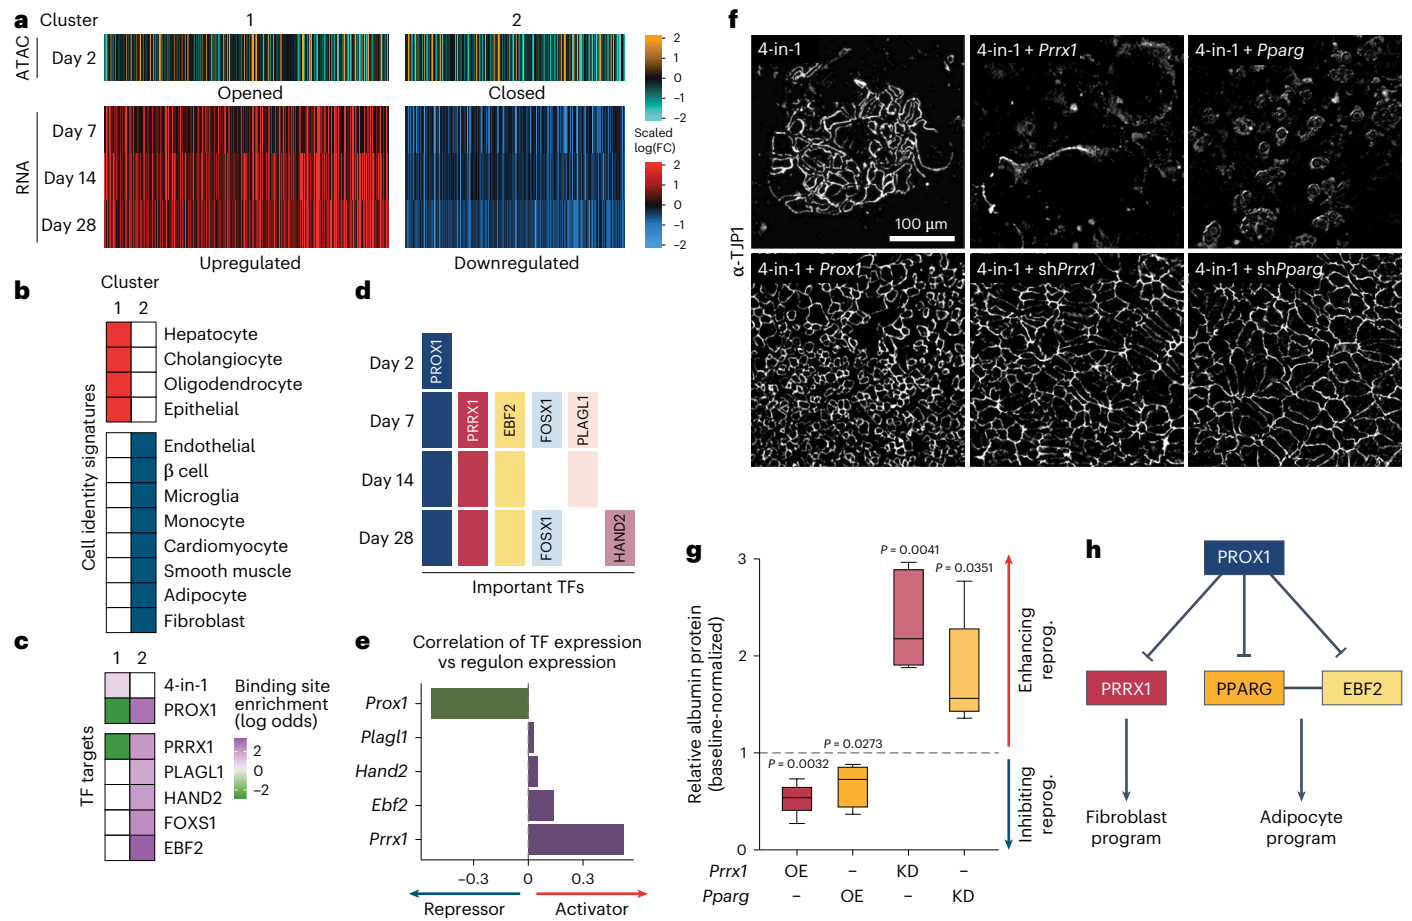 a
Cluster
1
2
ATAC
Day 2
Opened
Closed
2
1
0
−1
−2
Scaled
log(FC)
RNA
Day 7
Day 14
Day 28
2
1
0
−1
−2
Upregulated
Downregulated
b
Cluster
1
2
Cell identity signatures
Hepatocyte
Cholangiocyte
Oligodendrocyte
Epithelial
Endothelial
β cell
Microglia
Monocyte
Cardiomyocyte
Smooth muscle
Adipocyte
Fibroblast
c
1
2
TF targets
4-in-1
PROX1
PRRX1
PLAGL1
HAND2
FOXS1
EBF2
Binding site
enrichment
(log odds)
2
0
−2
d
Day 2
PROX1
Day 7
PRRX1
EBF2
FOSX1
PLAGL1
Day 14
Day 28
FOSX1
HAND2
Important TFs
e
Correlation of TF expression
vs regulon expression
Prox1
Plagl1
Hand2
Ebf2
Prrx1
−0.3
0
0.3
Repressor
Activator
f
α-TJP1
4-in-1
100 µm
4-in-1 + Prrx1
4-in-1 + Pparg
4-in-1 + Prox1
4-in-1 + shPrrx1
4-in-1 + shPparg
g
Relative albumin protein
(baseline-normalized)
3
2
1
0
P = 0.0032
P = 0.0273
P = 0.0041
P = 0.0351
Enhancing
reprog.
Inhibiting
reprog.
Prrx1
OE
–
KD
–
Pparg
–
OE
–
KD
h
PROX1
PRRX1
PPARG
EBF2
Fibroblast
program
Adipocyte
program